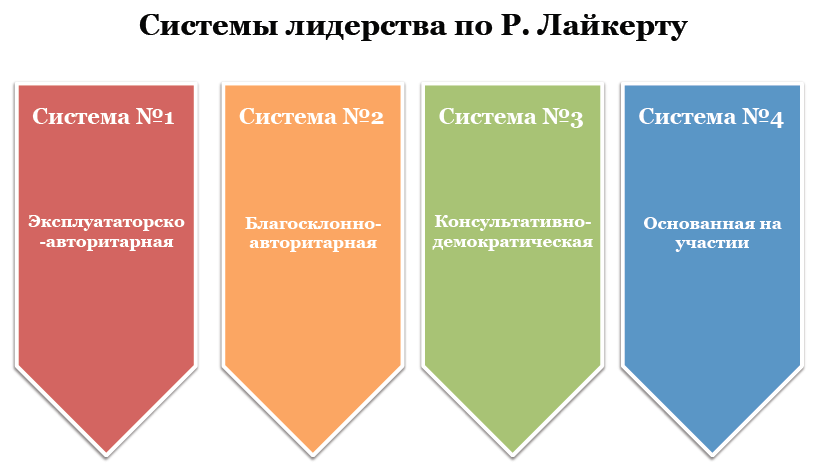 Системы лидерства по Р. Лайкерту
Система №1
Эксплуататорско
-авторитарная
Система №2
Благосклонно-
авторитарная
Система №3
Консультативно-
демократическая
Система №4
Основанная на
участии